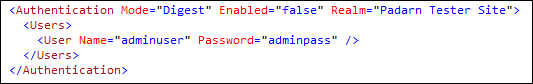 <Authentication Mode="Digest" Enabled="false" Realm="Padarn Tester Site">
<Users>
<User Name="adminuser" Password="adminpass" />
</Users>
</Authentication>